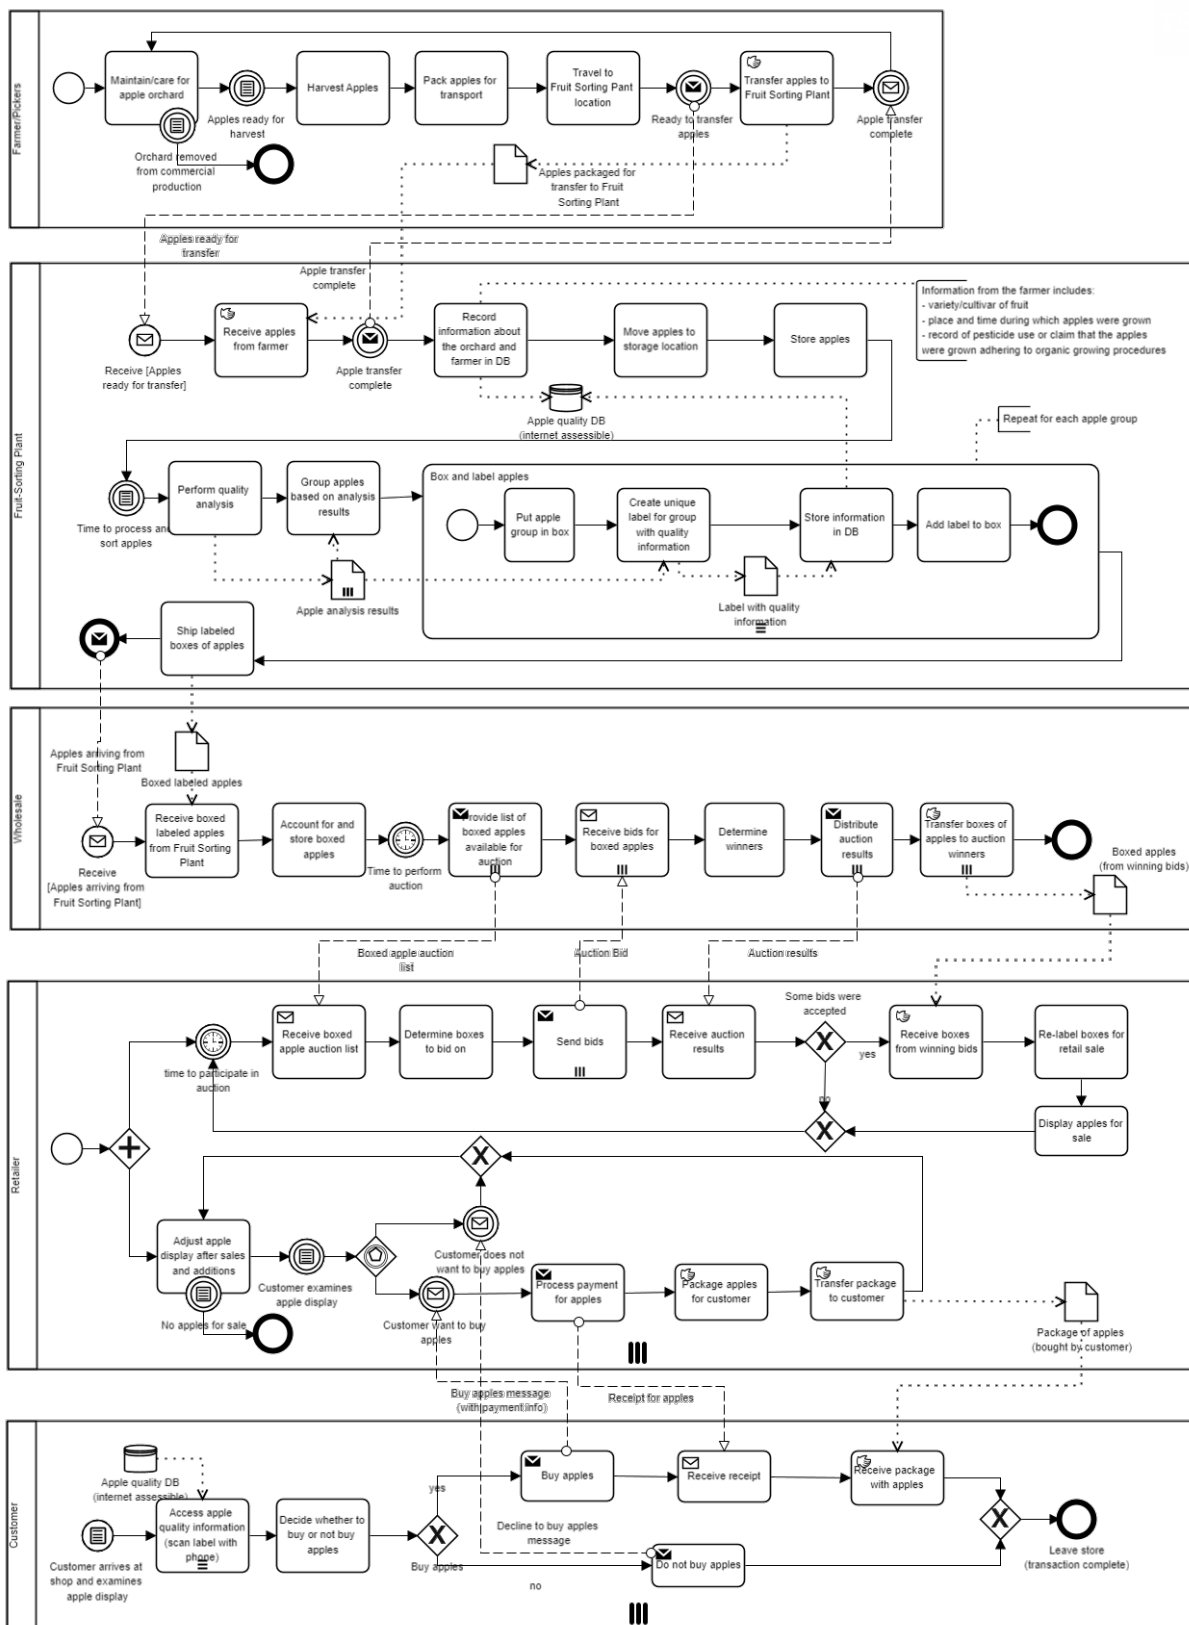 Farmer/Pickers
Maintain/care for
apple orchard
Apples ready for
harvest
Orchard removed
from commercial
production
Harvest Apples
Pack apples for
transport
Travel to
Fruit Sorting Pant
location
Ready to transfer
apples
Transfer apples to
Fruit Sorting Plant
Apple transfer
complete
Apples packaged for
transfer to Fruit
Sorting Plant
Apples ready for
transfer
Apple transfer
complete
Fruit-Sorting Plant
Receive [Apples
ready for transfer]
Receive apples
from farmer
Apple transfer
complete
Record
information about
the orchard and
farmer in DB
Move apples to
storage location
Store apples
Information from the farmer includes:
- variety/cultivar of fruit
- place and time during which apples were grown
- record of pesticide use or claim that the apples
were grown adhering to organic growing procedures
Apple quality DB
(internet assessible)
Repeat for each apple group
Time to process and
sort apples
Perform quality
analysis
Group apples
based on analysis
results
Apple analysis results
Box and label apples
Put apple
group in box
Create unique
label for group
with quality
information
Store information
in DB
Add label to box
Label with quality
information
Ship labeled
boxes of apples
Wholesale
Apples arriving from
Fruit Sorting Plant
Boxed labeled apples
Receive
[Apples arriving from
Fruit Sorting Plant]
Receive boxed
labeled apples
from Fruit Sorting
Plant
Account for and
store boxed
apples
Time to perform
auction
Provide list of
boxed apples
available for
auction
Receive bids for
boxed apples
Determine
winners
Distribute
auction results
Transfer boxes of
apples to auction
winners
Boxed apples
(from winning bids)
Boxed apple auction
list
Auction Bid
Auction results
Retailer
time to participate in
auction
Receive boxed
apple auction list
Determine boxes
to bid on
Send bids
Receive auction
results
Some bids were
accepted
yes
no
Receive boxes
from winning bids
Re-label boxes for
retail sale
Display apples for
sale
Adjust apple
display after sales
and additions
No apples for sale
Customer examines
apple display
Customer does not
want to buy apples
Customer want to buy
apples
Process payment
for apples
Package apples
for customer
Transfer package
to customer
Package of apples
(bought by customer)
Buy apples message
(with payment info)
Receipt for apples
Customer
Apple quality DB
(internet assessible)
Customer arrives at
shop and examines
apple display
Access apple
quality information
(scan label with
phone)
Decide whether to
buy or not buy
apples
Buy apples
yes
no
Buy apples
Receive receipt
Receive package
with apples
Decline to buy apples
message
Do not buy apples
Leave store
(transaction complete)